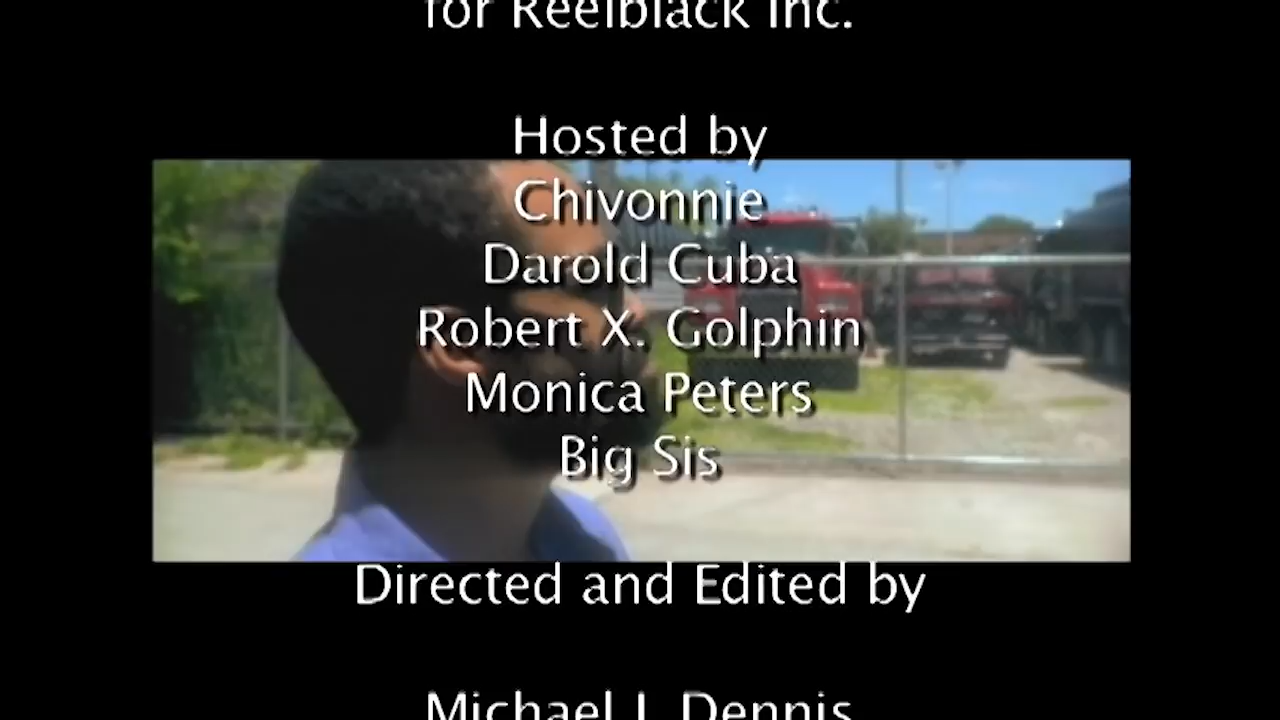 for Reelblack Inc.
Hosted by
Chivonnie
Darold Cuba
Robert X. Golphin
Monica Peters
Big Sis
Directed and Edited by
Michael J. Dennis